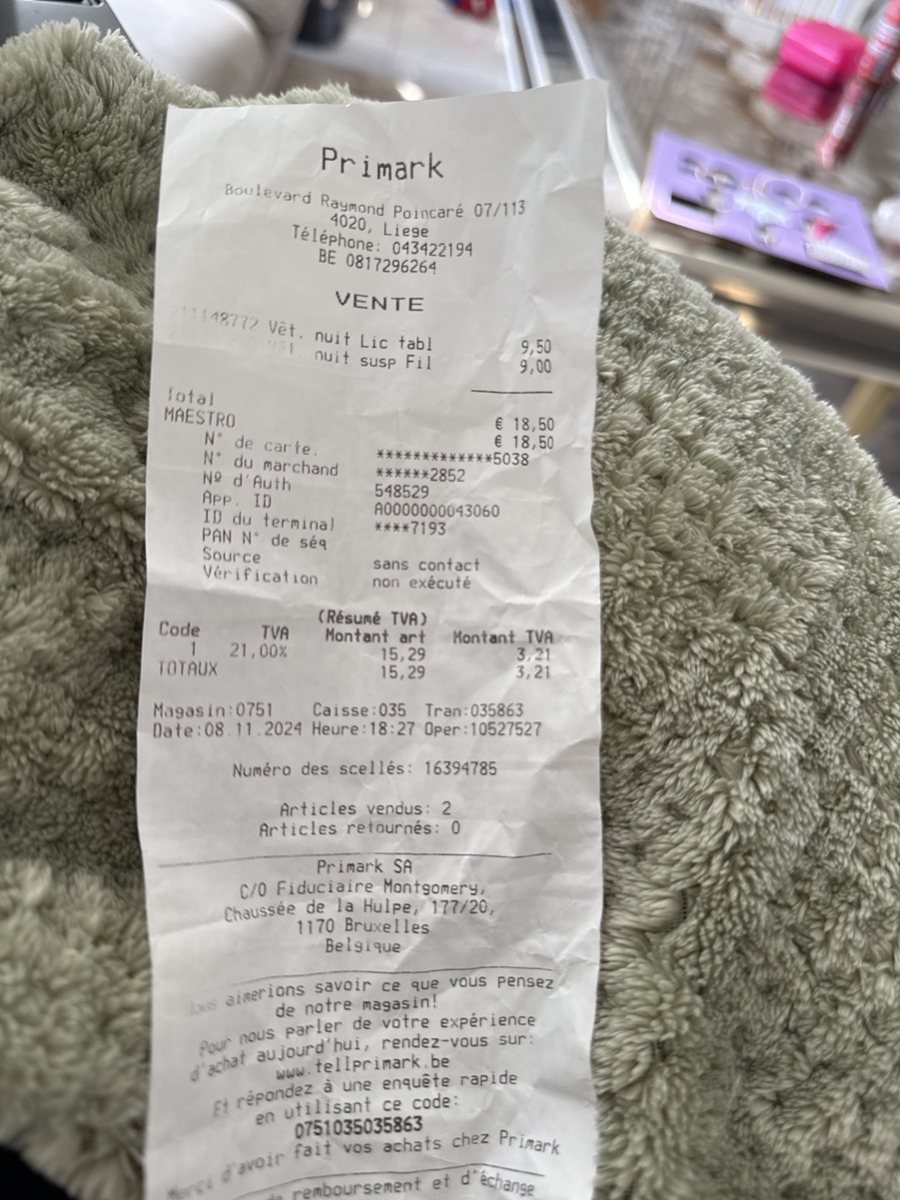 Primark
Boulevard Raymond Poincaré 07/113
4020, Liege
Téléphone: 043422194
BE 0817296264
VENTE
11148772 Vêt. nuit Lic tabl 9,50
nuit susp Fil 9,00
Total € 18,50
MAESTRO € 18,50
N° de carte. *************5038
N° du marchand ******2852
Nº d'Auth 548529
App. ID A0000000043060
ID du terminal ****7193
PAN N° de séq
Source sans contact
Vérification non exécuté
(Résumé TVA)
Code TVA Montant art Montant TVA
1 21,00% 15,29 3,21
TOTAUX 15,29 3,21
Magasin:0751 Caisse:035 Tran:035863
Date:08.11.2024 Heure:18:27 Oper:10527527
Numéro des scellés: 16394785
Articles vendus: 2
Articles retournés: 0
Primark SA
C/O Fiduciaire Montgomery,
Chaussée de la Hulpe, 177/20,
1170 Bruxelles
Belgique
Nous aimerions savoir ce que vous pensez
de notre magasin!
Pour nous parler de votre expérience
d'achat aujourd'hui, rendez-vous sur:
www.tellprimark.be
Et répondez à une enquête rapide
en utilisant ce code:
0751035035863
Merci d'avoir fait vos achats chez Primark
remboursement et d'échange